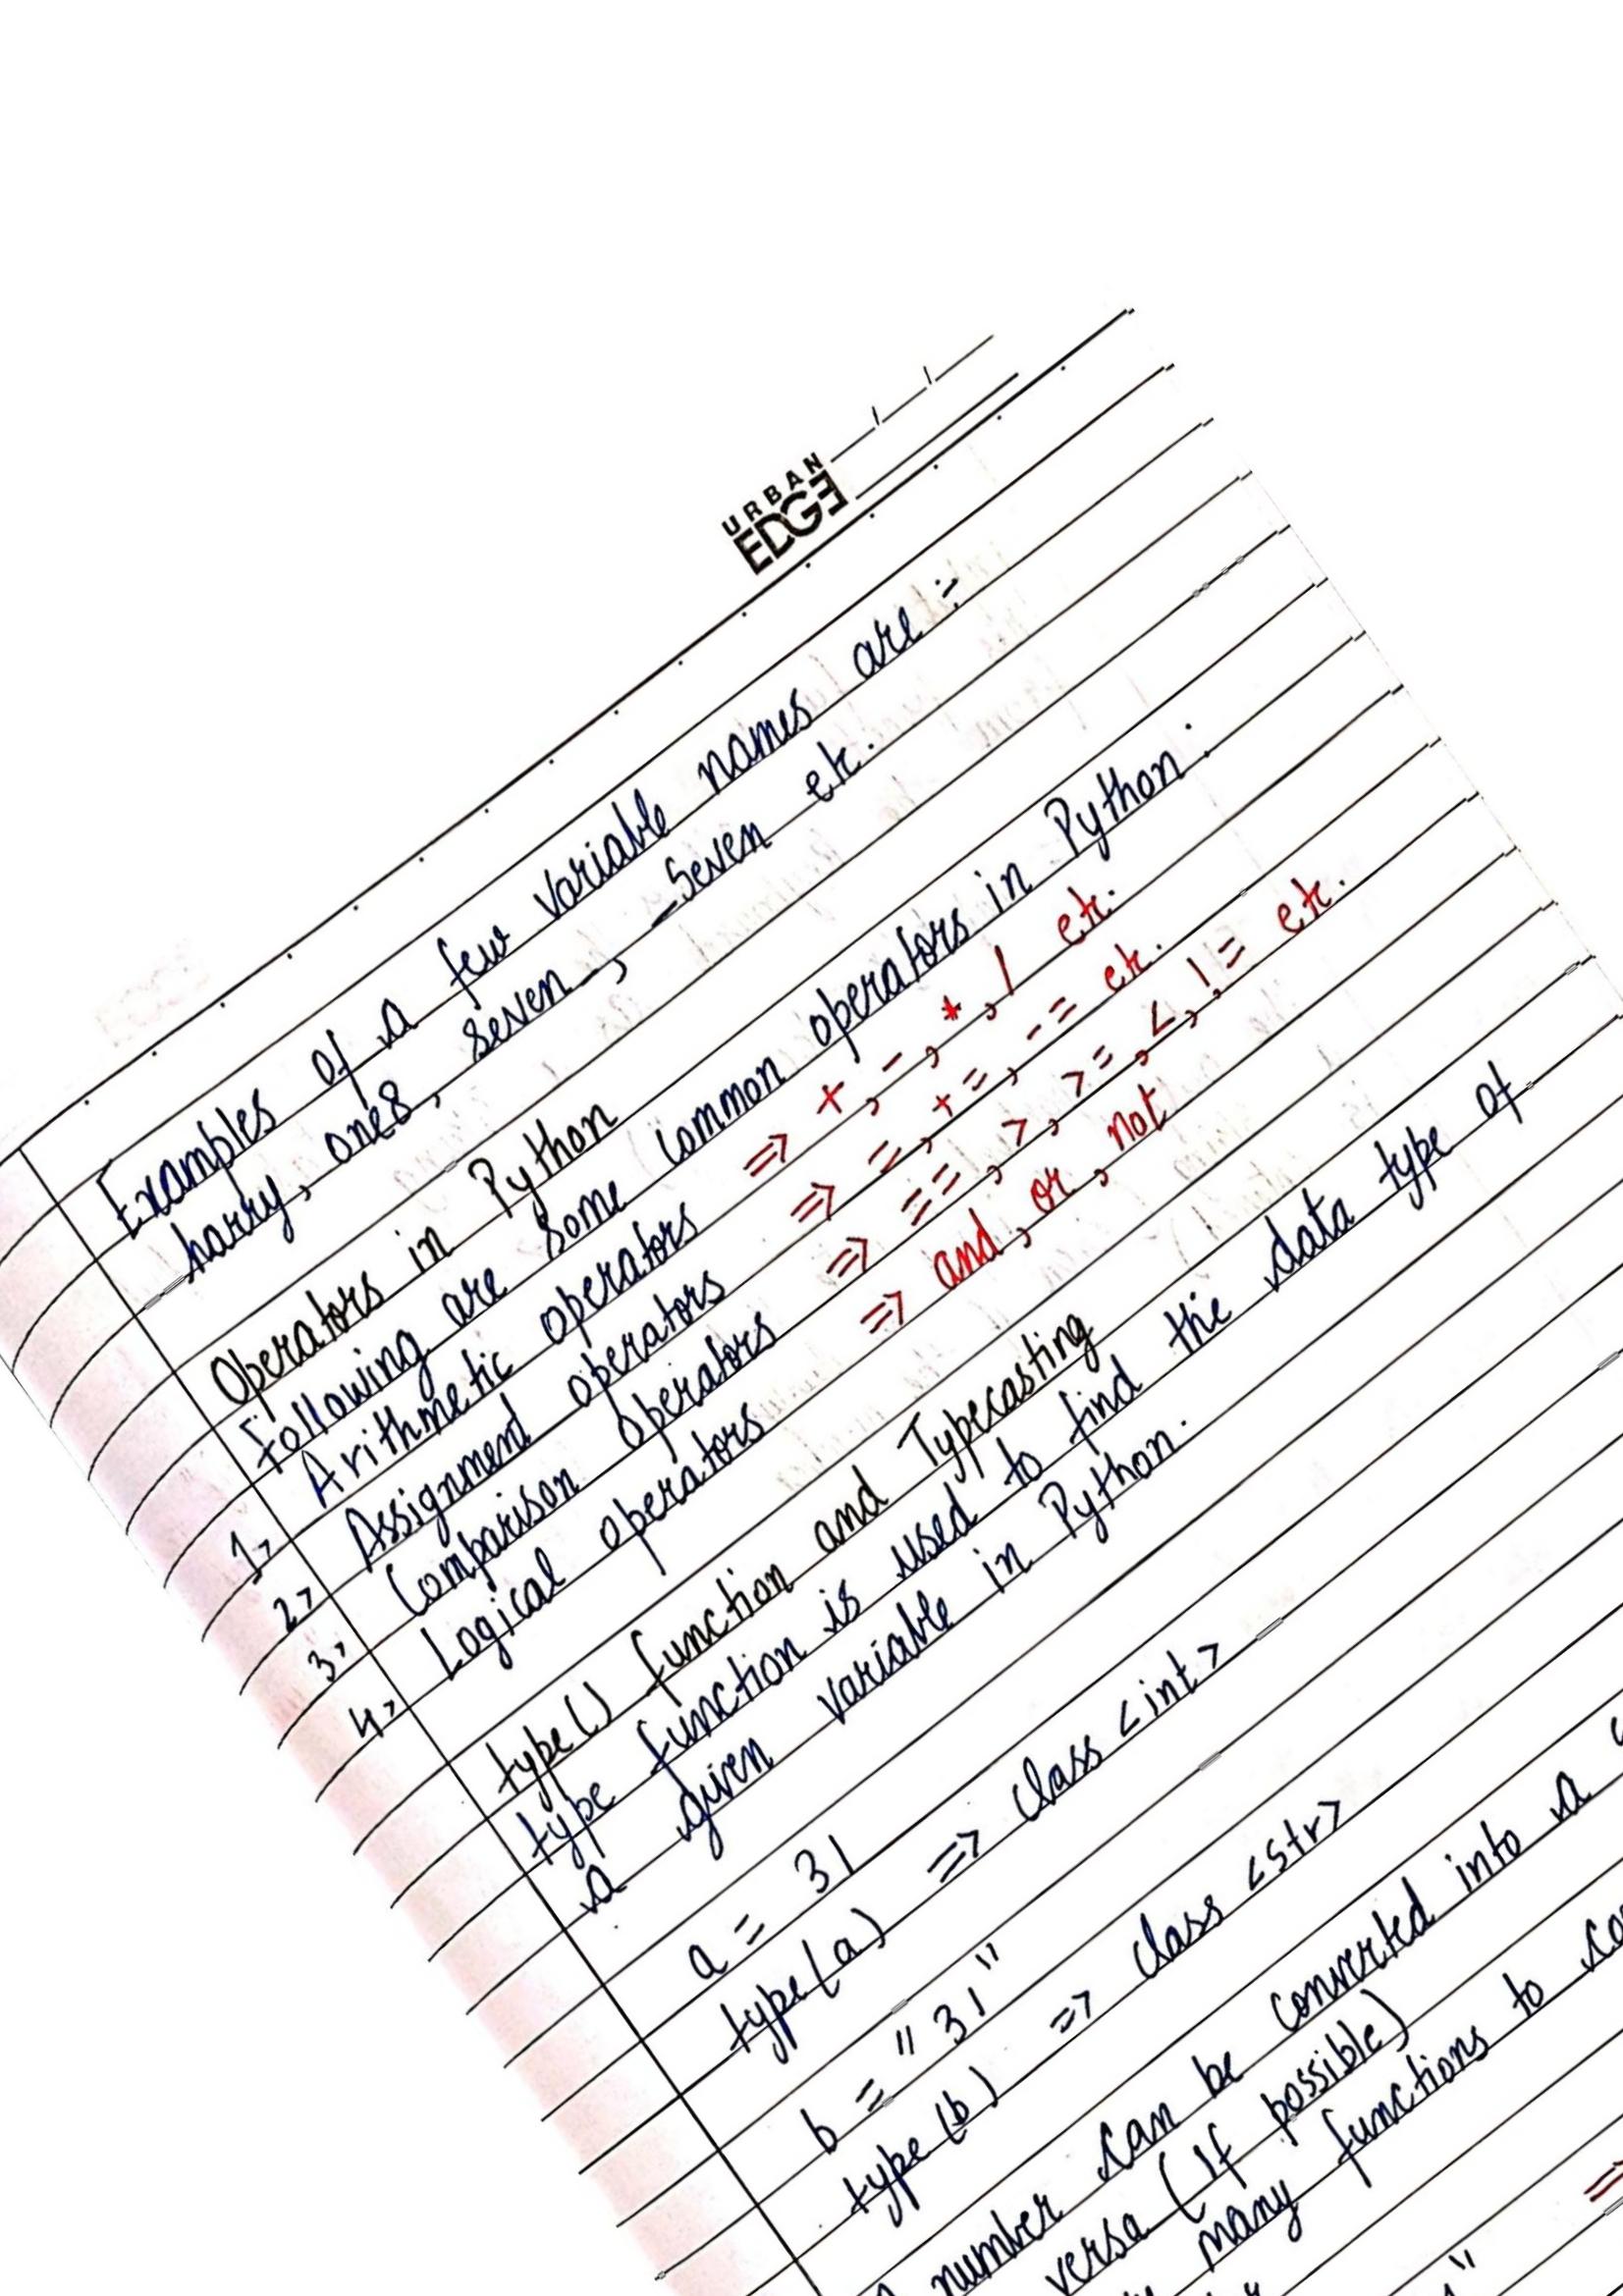 URBAN
EDGE
Examples of a few variable names are :-
harry, one8, seven_, _seven etc.
Operators in Python
Following are some common operators in Python:
1> Arithmetic operators => +, -, *, / etc.
2> Assignment operators => =, +=, -= etc.
3> Comparison operators => ==, >, >=, <, != etc.
4> Logical operators => and, or, not
type() function and Typecasting
type function is used to find the data type of
a given variable in Python.
a = 31
type(a) => class <int>
b = "31"
type(b) => class <str>
number can be converted into a
versa (if possible)
many functions to
=>